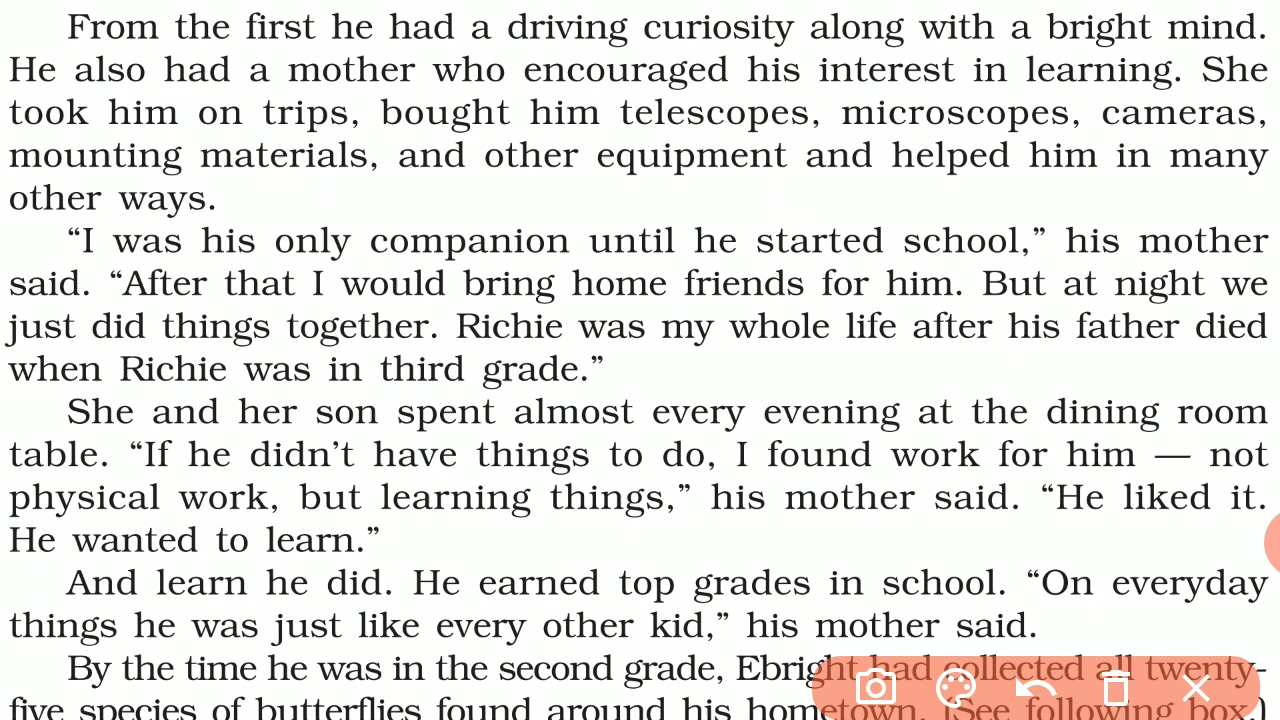 From the first he had a driving curiosity along with a bright mind.
He also had a mother who encouraged his interest in learning. She
took him on trips, bought him telescopes, microscopes, cameras,
mounting materials, and other equipment and helped him in many
other ways.
“I was his only companion until he started school,” his mother
said. “After that I would bring home friends for him. But at night we
just did things together. Richie was my whole life after his father died
when Richie was in third grade.”
She and her son spent almost every evening at the dining room
table. “If he didn’t have things to do, I found work for him — not
physical work, but learning things,” his mother said. “He liked it.
He wanted to learn.”
And learn he did. He earned top grades in school. “On everyday
things he was just like every other kid,” his mother said.
By the time he was in the second grade, Ebright had collected all twenty-
five species of butterflies found around his hometown. [See following box.]